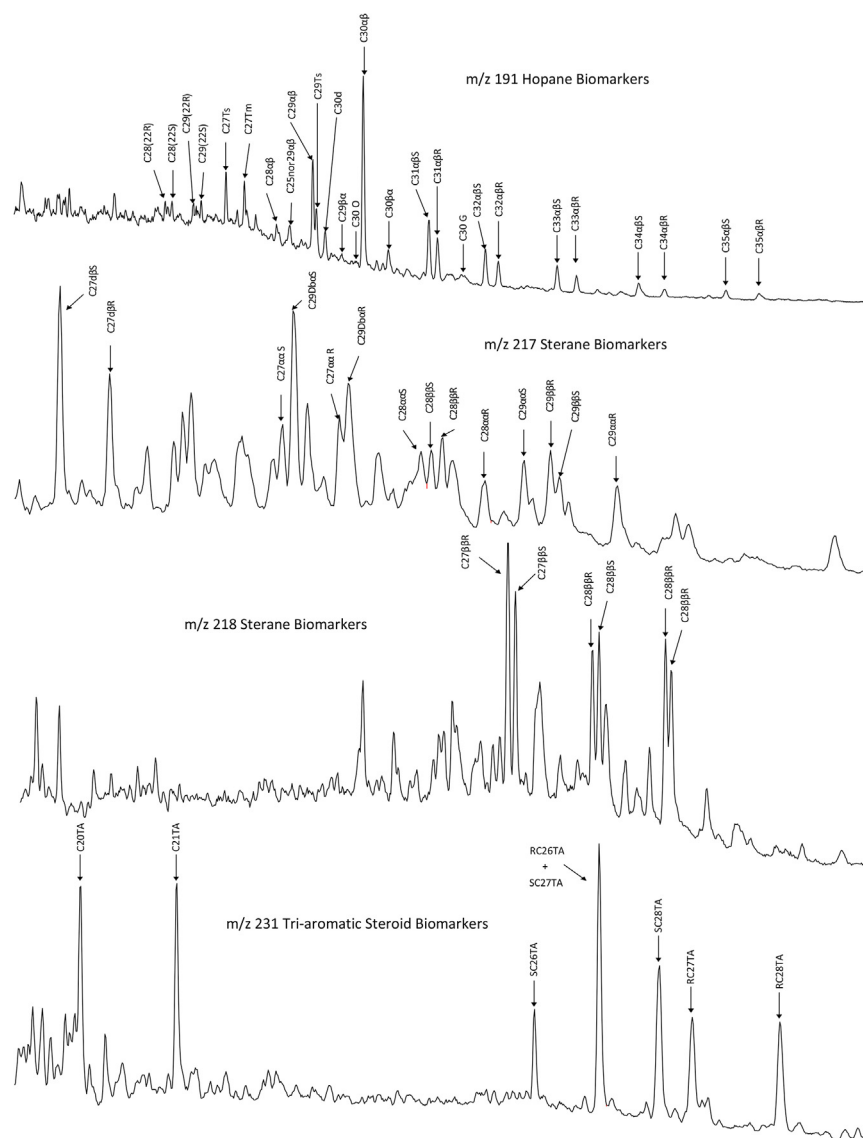 m/z 191 Hopane Biomarkers
C28(22R)
C28(22S)
C29(22R)
C29(22S)
C27Ts
C27Tm
C28αβ
C25nor29αβ
C29αβ
C29Ts
C30d
C29βα
C30 O
C30αβ
C30βα
C31αβS
C31αβR
C30 G
C32αβS
C32αβR
C33αβS
C33αβR
C34αβS
C34αβR
C35αβS
C35αβR
m/z 217 Sterane Biomarkers
C27dβS
C27dβR
C27αα S
C29DbαS
C27αα R
C29DbαR
C28ααS
C28ββS
C28ββR
C28ααR
C29ααS
C29ββR
C29ββS
C29ααR
m/z 218 Sterane Biomarkers
C27ββR
C27ββS
C28ββR
C28ββS
C28ββR
C28ββR
m/z 231 Tri-aromatic Steroid Biomarkers
C20TA
C21TA
SC26TA
RC26TA
+
SC27TA
SC28TA
RC27TA
RC28TA